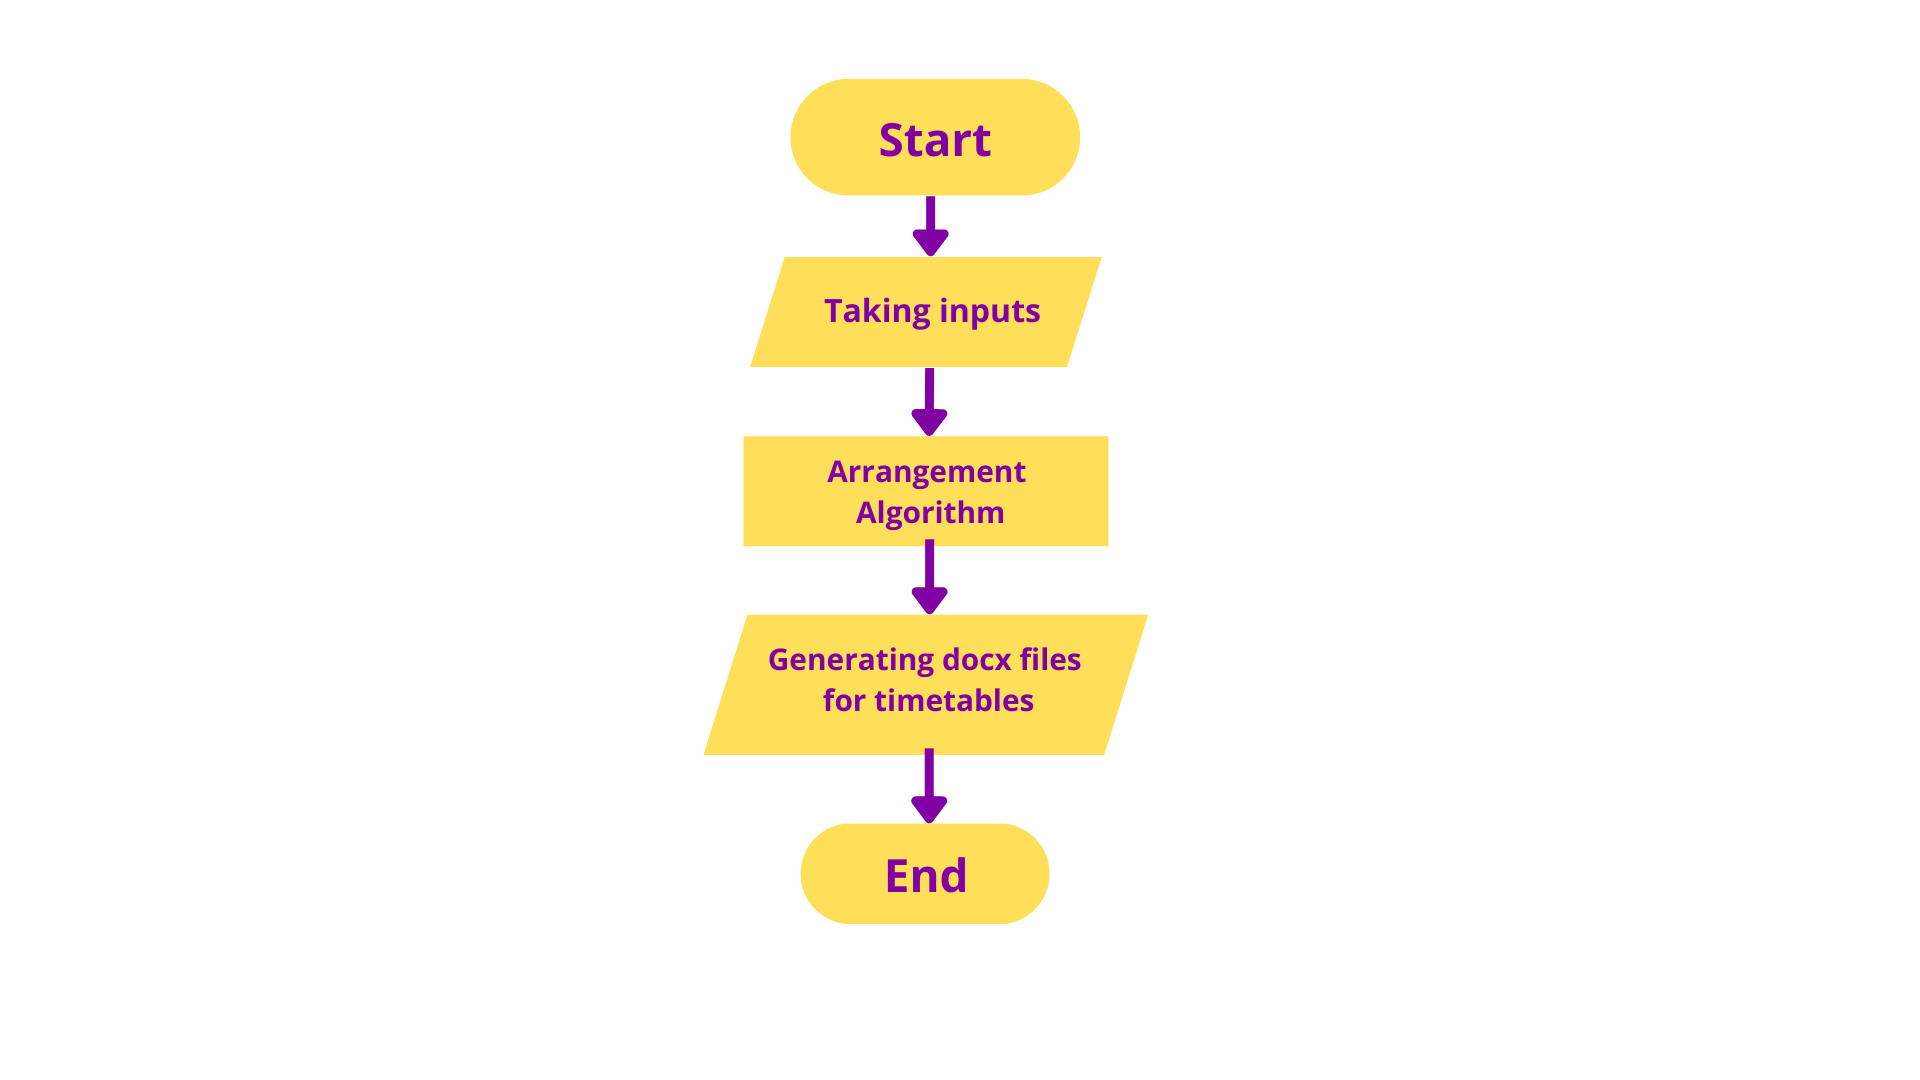 Start
Taking inputs
Arrangement
Algorithm
Generating docx files
for timetables
End